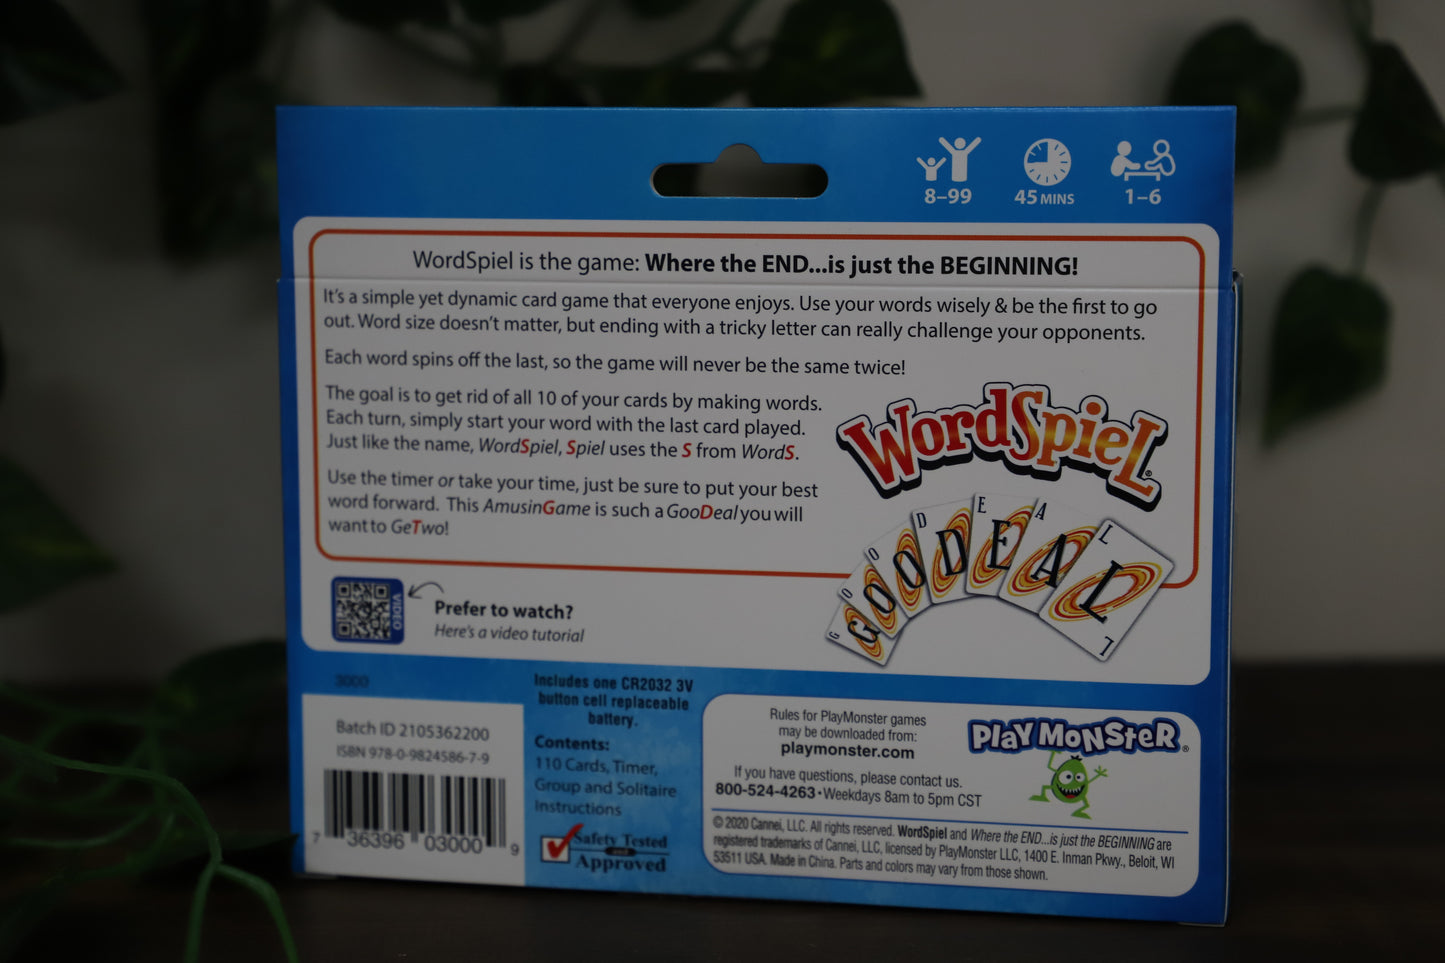 8–99
45 MINS
1–6
WordSpiel is the game: Where the END...is just the BEGINNING!
It's a simple yet dynamic card game that everyone enjoys. Use your words wisely & be the first to go
out. Word size doesn't matter, but ending with a tricky letter can really challenge your opponents.
Each word spins off the last, so the game will never be the same twice!
The goal is to get rid of all 10 of your cards by making words.
Each turn, simply start your word with the last card played.
Just like the name, WordSpiel, Spiel uses the S from WordS.
Use the timer or take your time, just be sure to put your best
word forward. This AmusinGame is such a GooDeal you will
want to GeTwo!
WordSpieL®
G O O D E A L
G O O D E A L
L
VIDEO
Prefer to watch?
Here's a video tutorial
3000
Batch ID 2105362200
ISBN 978-0-9824586-7-9
7 36396 03000 9
Includes one CR2032 3V
button cell replaceable
battery.
Contents:
110 Cards, Timer,
Group and Solitaire
Instructions
Safety Tested
and
Approved
Rules for PlayMonster games
may be downloaded from:
playmonster.com
If you have questions, please contact us.
800-524-4263 • Weekdays 8am to 5pm CST
PLAYMONSTER®
© 2020 Cannei, LLC. All rights reserved. WordSpiel and Where the END...is just the BEGINNING are
registered trademarks of Cannei, LLC, licensed by PlayMonster LLC, 1400 E. Inman Pkwy., Beloit, WI
53511 USA. Made in China. Parts and colors may vary from those shown.